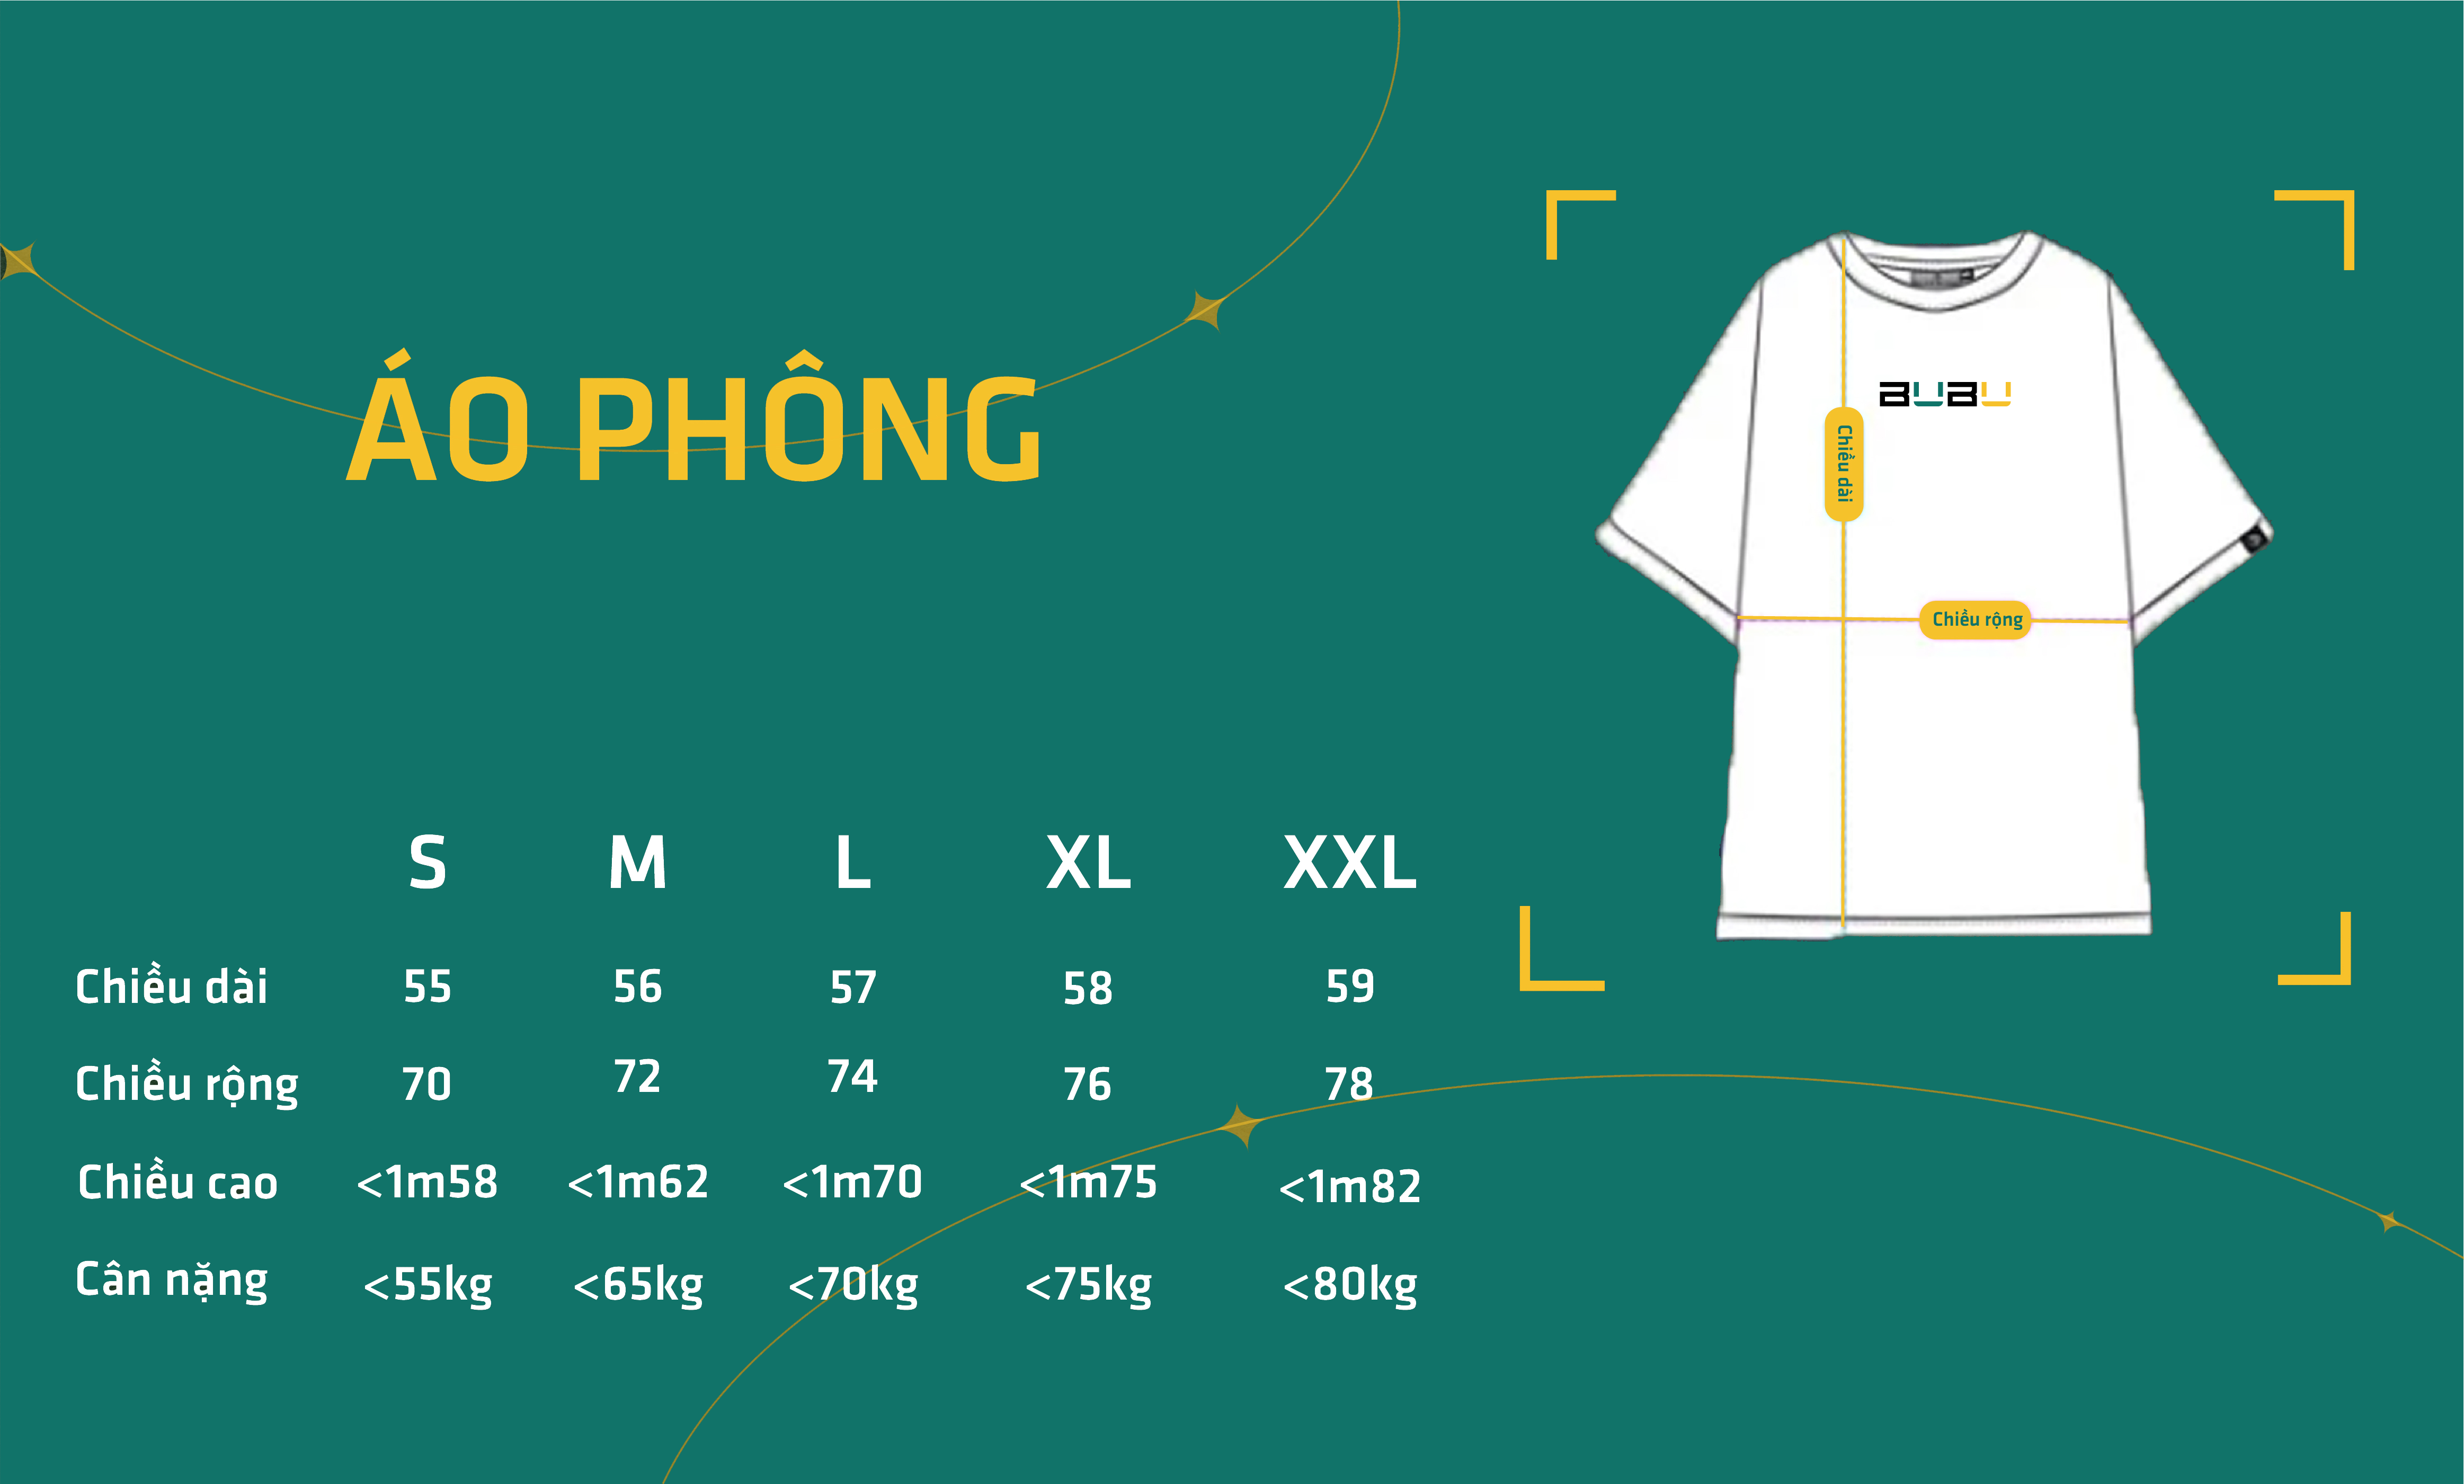 ÁO PHÔNG
BUBU
Chiều dài
Chiều rộng
S M L XL XXL
Chiều dài 55 56 57 58 59
Chiều rộng 70 72 74 76 78
Chiều cao <1m58 <1m62 <1m70 <1m75 <1m82
Cân nặng <55kg <65kg <70kg <75kg <80kg